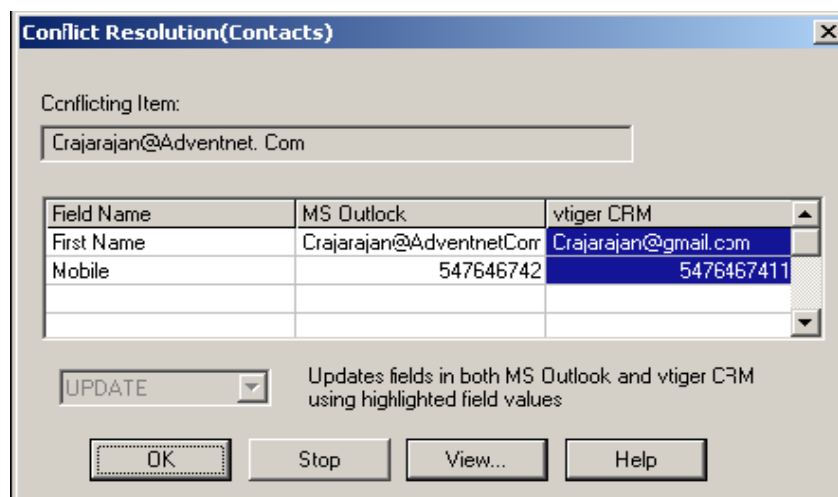 Conflict Resolution(Contacts)
Conflicting Item:
Crajarajan@Adventnet. Com
Field Name MS Outlook vtiger CRM
First Name Crajarajan@AdventnetCom Crajarajan@gmail.com
Mobile 547646742 5476467411
UPDATE
Updates fields in both MS Outlook and vtiger CRM
using highlighted field values
OK Stop View... Help